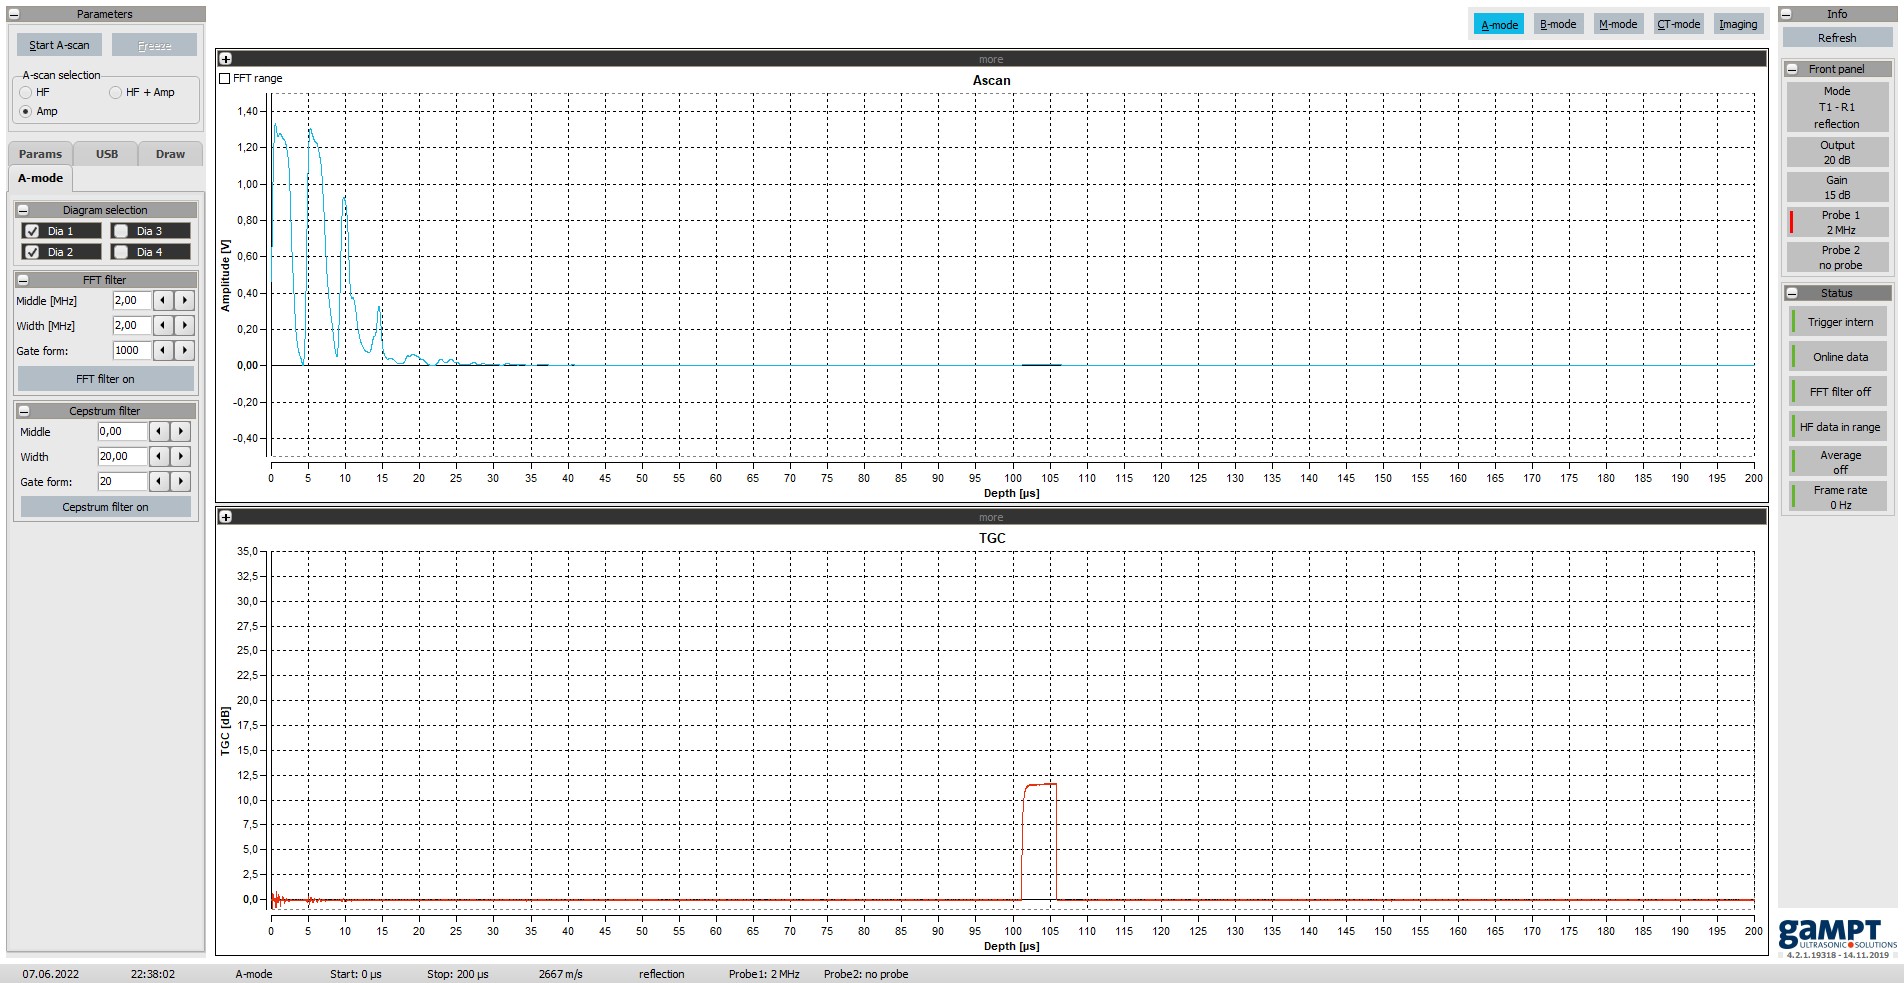 Parameters
Start A-scan Freeze
A-scan selection
HF HF + Amp
Amp
Params USB Draw
A-mode
Diagram selection
Dia 1 Dia 3
Dia 2 Dia 4
FFT filter
Middle [MHz] 2,00
Width [MHz] 2,00
Gate form: 1000
FFT filter on
Cepstrum filter
Middle 0,00
Width 20,00
Gate form: 20
Cepstrum filter on
A-mode B-mode M-mode CT-mode Imaging
more
FFT range
Ascan
Amplitude [V]
1,40
1,20
1,00
0,80
0,60
0,40
0,20
0,00
-0,20
-0,40
0 5 10 15 20 25 30 35 40 45 50 55 60 65 70 75 80 85 90 95 100 105 110 115 120 125 130 135 140 145 150 155 160 165 170 175 180 185 190 195 200
Depth [µs]
more
TGC
TGC [dB]
35,0
32,5
30,0
27,5
25,0
22,5
20,0
17,5
15,0
12,5
10,0
7,5
5,0
2,5
0,0
0 5 10 15 20 25 30 35 40 45 50 55 60 65 70 75 80 85 90 95 100 105 110 115 120 125 130 135 140 145 150 155 160 165 170 175 180 185 190 195 200
Depth [µs]
Info
Refresh
Front panel
Mode
T1 - R1
reflection
Output
20 dB
Gain
15 dB
Probe 1
2 MHz
Probe 2
no probe
Status
Trigger intern
Online data
FFT filter off
HF data in range
Average
off
Frame rate
0 Hz
gaMPT
ULTRASONIC SOLUTIONS
4.2.1.19318 - 14.11.2019
07.06.2022 22:38:02 A-mode Start: 0 µs Stop: 200 µs 2667 m/s reflection Probe1: 2 MHz Probe2: no probe